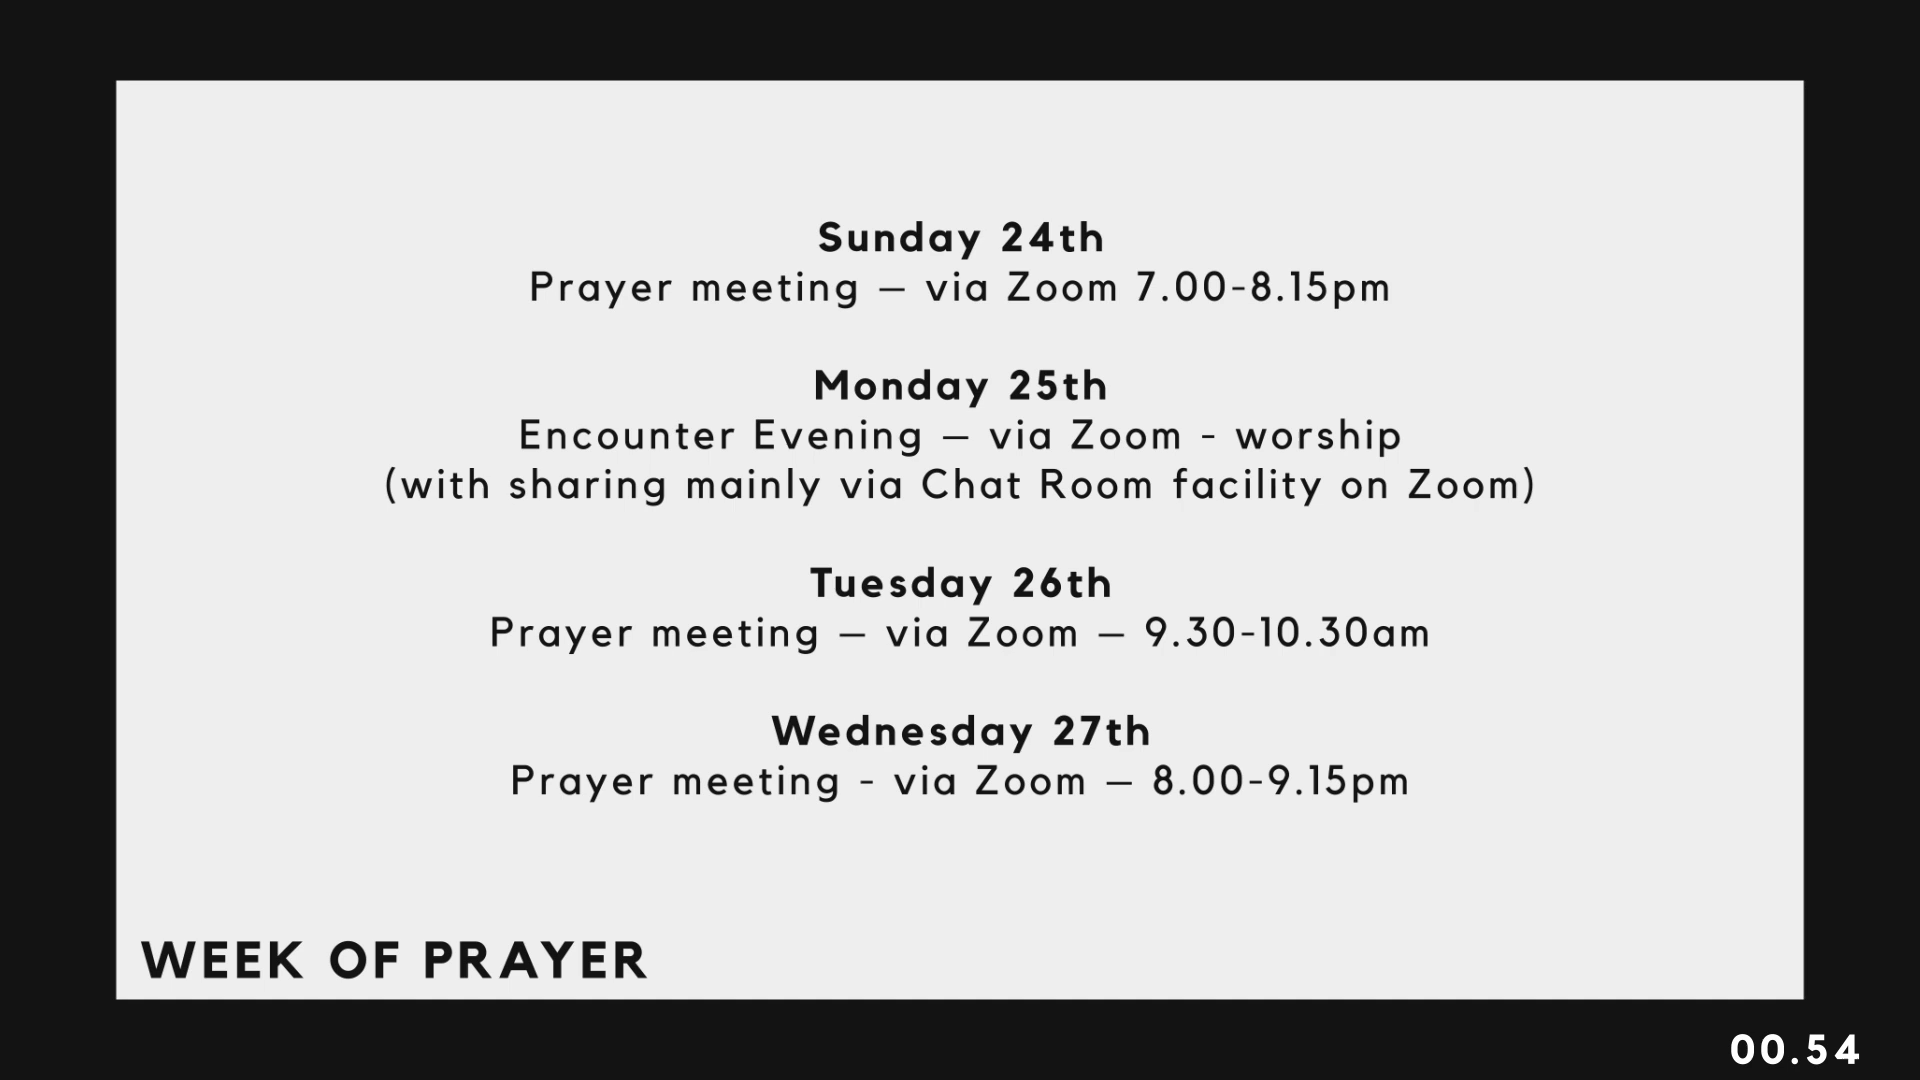 Sunday 24th
Prayer meeting – via Zoom 7.00-8.15pm
Monday 25th
Encounter Evening – via Zoom - worship
(with sharing mainly via Chat Room facility on Zoom)
Tuesday 26th
Prayer meeting – via Zoom – 9.30-10.30am
Wednesday 27th
Prayer meeting - via Zoom – 8.00-9.15pm
WEEK OF PRAYER
00.54